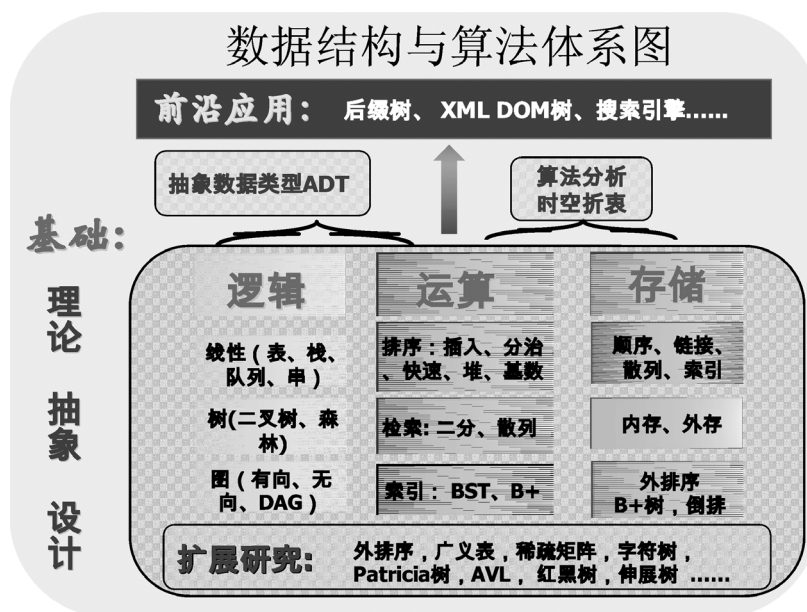 数据结构与算法体系图
前沿应用： 后缀树、 XML DOM树、搜索引擎......
抽象数据类型ADT
算法分析
时空折衷
基础：
理论
抽象
设计
逻辑
运算
存储
线性（表、栈、
队列、串）
排序：插入、分治
、快速、堆、基数
顺序、链接、
散列、索引
树(二叉树、森
林)
检索: 二分、散列
内存、外存
图（有向、无
向、DAG）
索引： BST、B+
外排序
B+树，倒排
扩展研究:
外排序，广义表，稀疏矩阵，字符树，
Patricia树，AVL， 红黑树，伸展树 ......